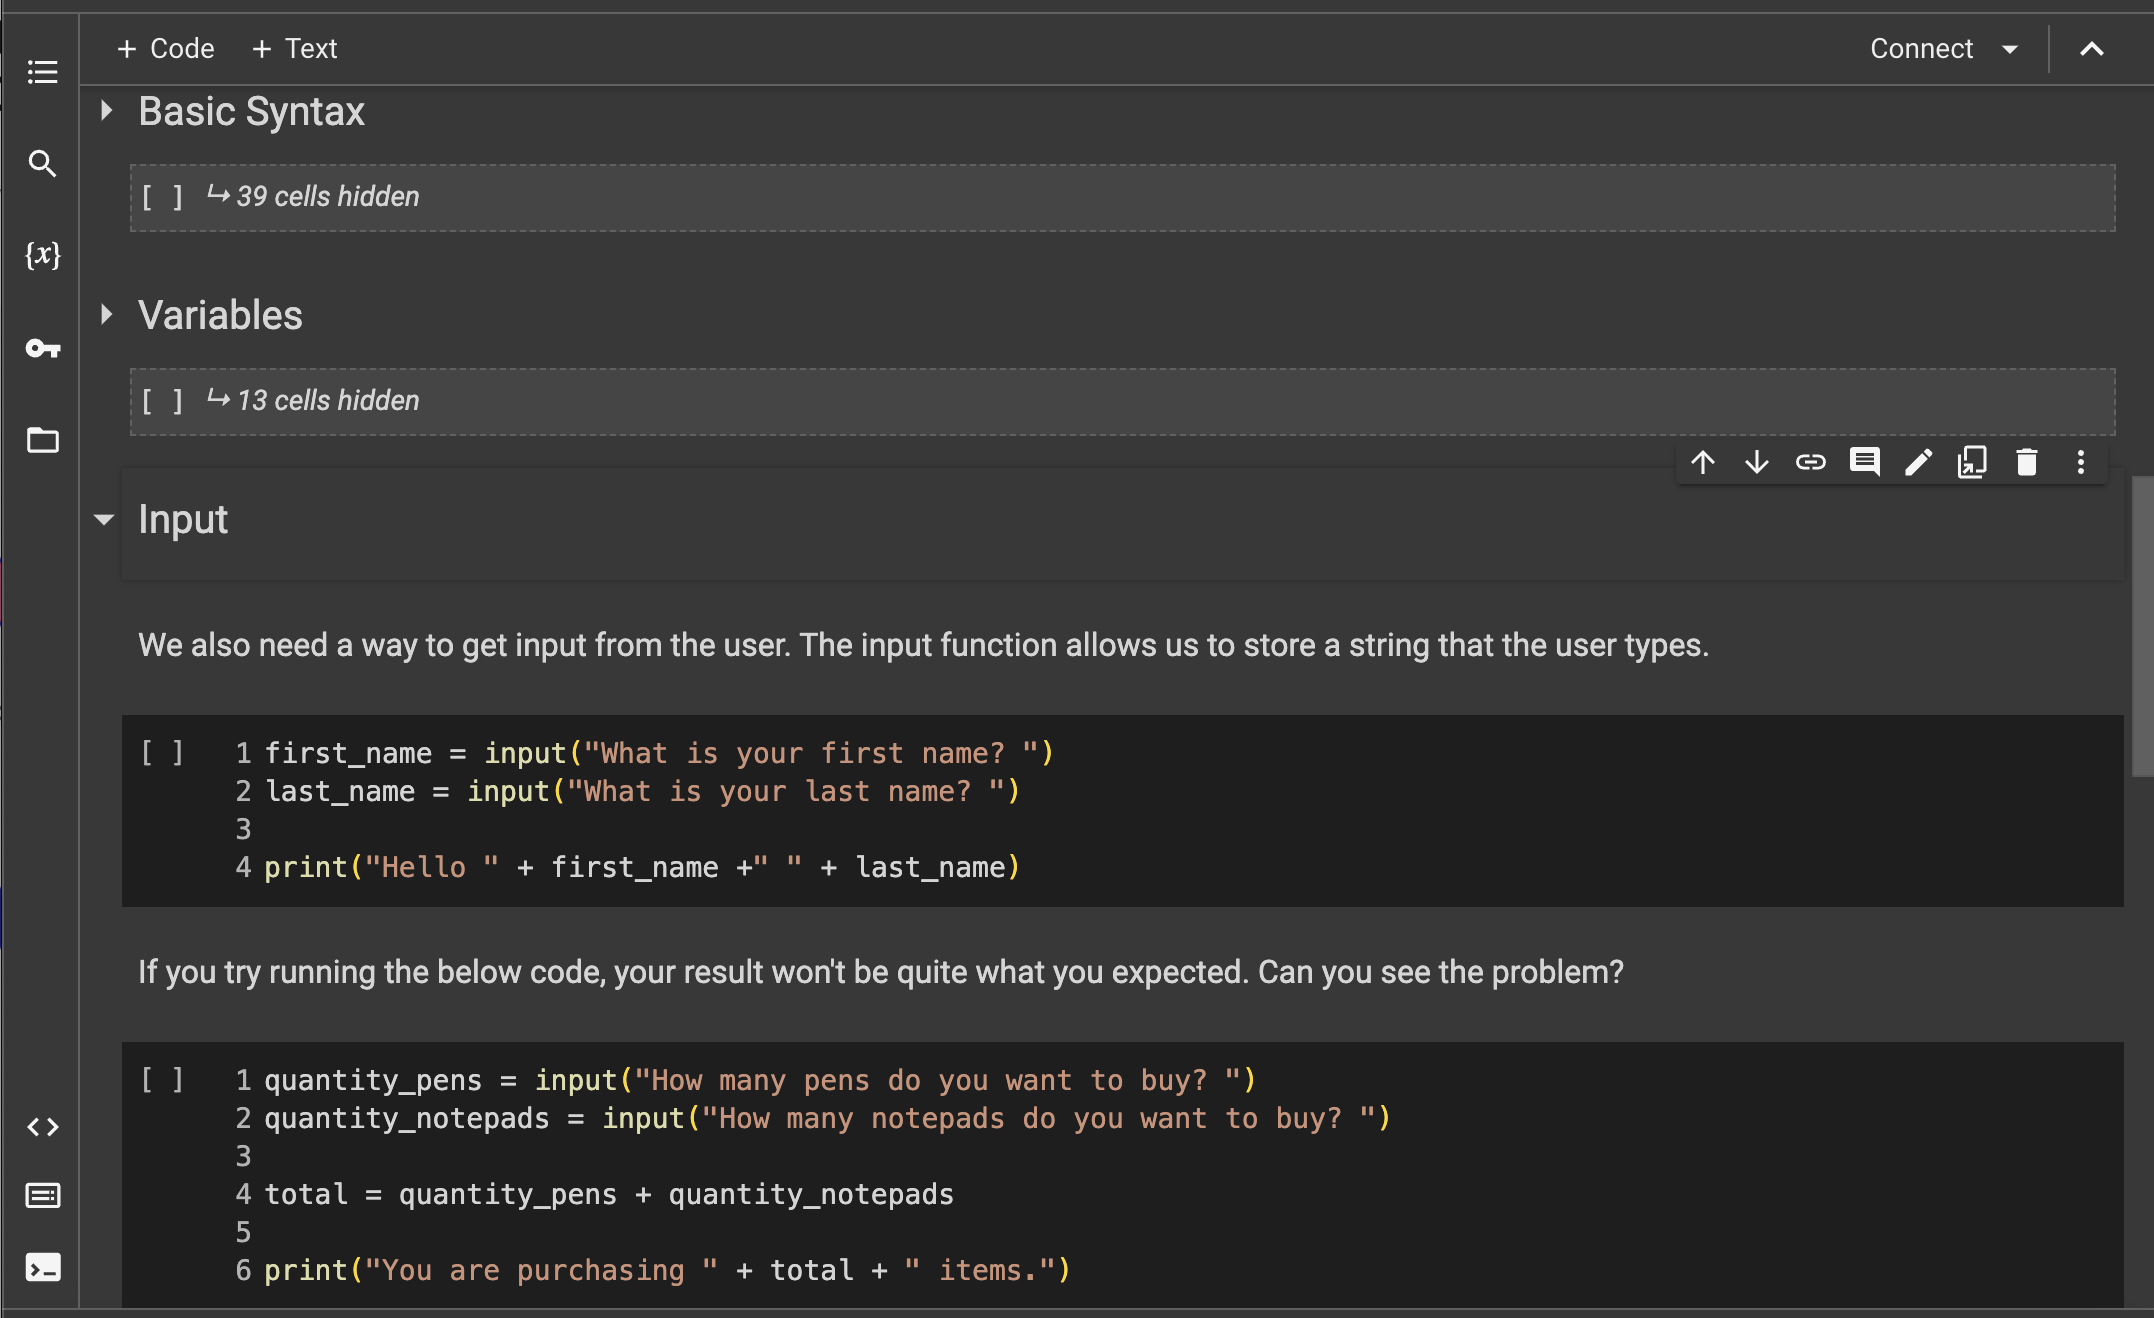 + Code + Text Connect
Basic Syntax
[ ] ↳ 39 cells hidden
{x}
Variables
[ ] ↳ 13 cells hidden
Input
We also need a way to get input from the user. The input function allows us to store a string that the user types.
[ ] 1 first_name = input("What is your first name? ")
2 last_name = input("What is your last name? ")
3
4 print("Hello " + first_name +" " + last_name)
If you try running the below code, your result won't be quite what you expected. Can you see the problem?
[ ] 1 quantity_pens = input("How many pens do you want to buy? ")
2 quantity_notepads = input("How many notepads do you want to buy? ")
3
4 total = quantity_pens + quantity_notepads
5
6 print("You are purchasing " + total + " items.")